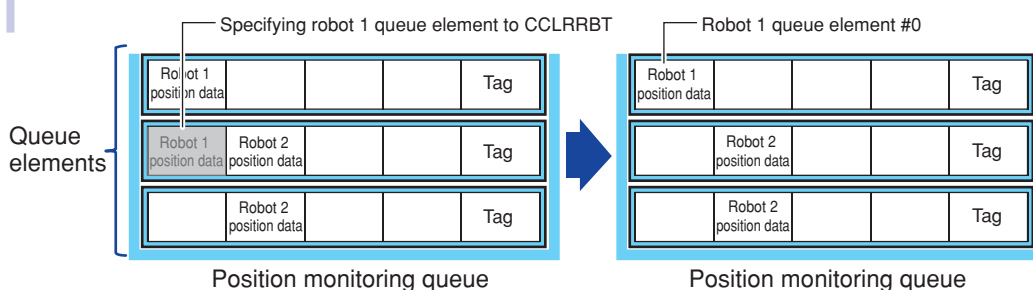 Specifying robot 1 queue element to CCLRRBT
Robot 1 queue element #0
Queue
elements
Robot 1
position data
Tag
Robot 1
position data
Robot 2
position data
Tag
Robot 2
position data
Tag
Position monitoring queue
Robot 1
position data
Tag
Robot 2
position data
Tag
Robot 2
position data
Tag
Position monitoring queue